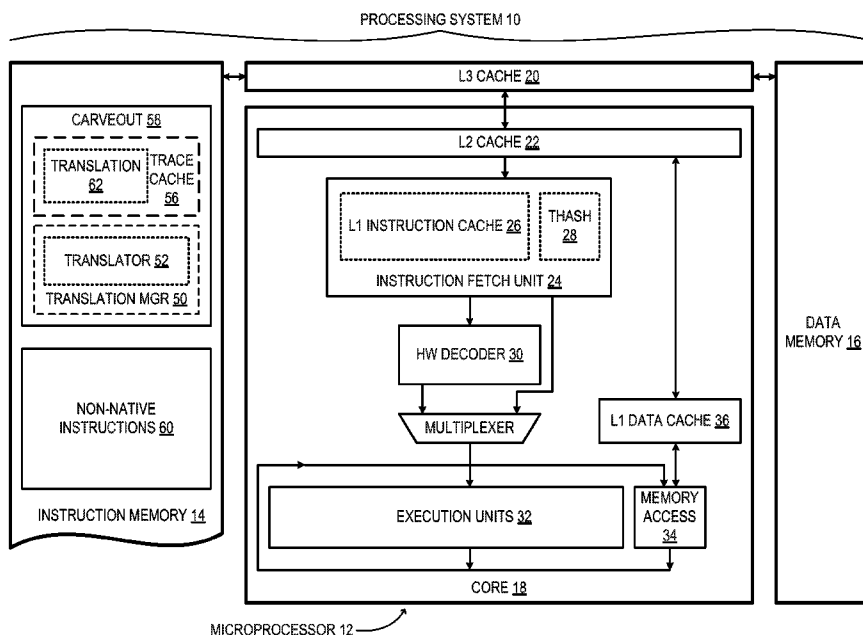 PROCESSING SYSTEM 10
L3 CACHE 20
CARVEOUT 58
TRANSLATION
62
TRACE
CACHE
56
TRANSLATOR 52
TRANSLATION MGR 50
NON-NATIVE
INSTRUCTIONS 60
INSTRUCTION MEMORY 14
L2 CACHE 22
L1 INSTRUCTION CACHE 26
THASH
28
INSTRUCTION FETCH UNIT 24
HW DECODER 30
MULTIPLEXER
L1 DATA CACHE 36
EXECUTION UNITS 32
MEMORY
ACCESS
34
CORE 18
DATA
MEMORY 16
MICROPROCESSOR 12